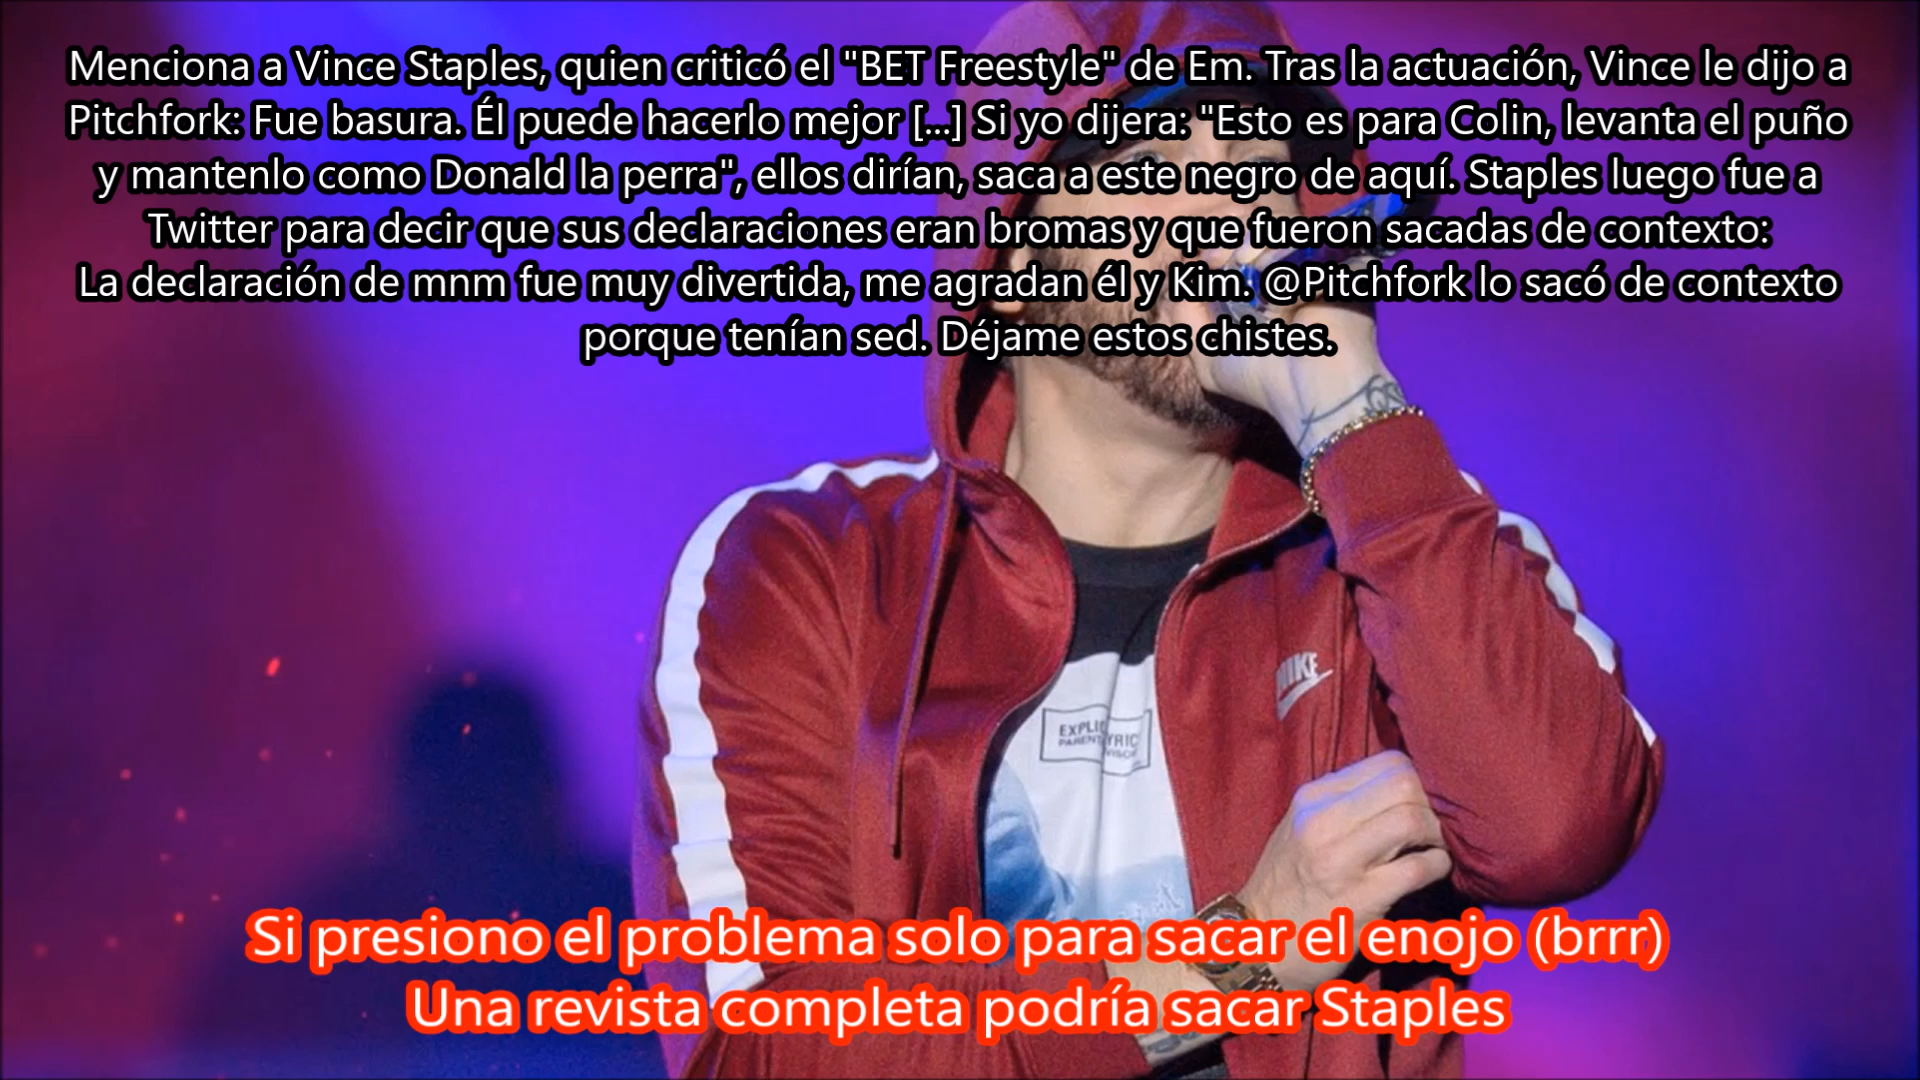 Menciona a Vince Staples, quien criticó el "BET Freestyle" de Em. Tras la actuación, Vince le dijo a
Pitchfork: Fue basura. Él puede hacerlo mejor [...] Si yo dijera: "Esto es para Colin, levanta el puño
y mantenlo como Donald la perra", ellos dirían, saca a este negro de aquí. Staples luego fue a
Twitter para decir que sus declaraciones eran bromas y que fueron sacadas de contexto:
La declaración de mnm fue muy divertida, me agradan él y Kim. @Pitchfork lo sacó de contexto
porque tenían sed. Déjame estos chistes.
NIKE
EXPLIC YRIC
PARENT VISO
Si presiono el problema solo para sacar el enojo (brrr)
Una revista completa podría sacar Staples